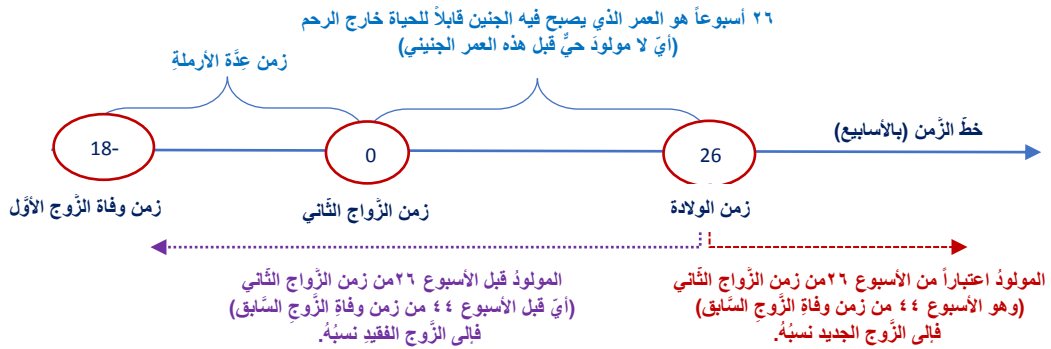 ٢٦ أسبوعاً هو العمر الذي يصبح فيه الجنين قابلاً للحياة خارج الرحم
(أيّ لا مولودَ حيٌّ قبل هذه العمر الجنيني)
زمن عِدَّة الأرملةِ
خطّ الزّمن (بالأسابيع)
18-
0
26
زمن وفاة الزَّوج الأوَّل
زمن الزَّواج الثَّاني
زمن الولادة
المولودُ قبل الأسبوع ٢٦من زمن الزَّواج الثَّاني
(أيّ قبل الأسبوع ٤٤ من زمن وفاةِ الزَّوجِ السَّابق)
فإلى الزَّوج الفقيدِ نسبُهُ.
المولودُ اعتباراً من الأسبوع ٢٦من زمن الزَّواج الثَّاني
(وهو الأسبوع ٤٤ من زمن وفاةِ الزَّوجِ السَّابق)
فإلى الزَّوج الجديد نسبُهُ.